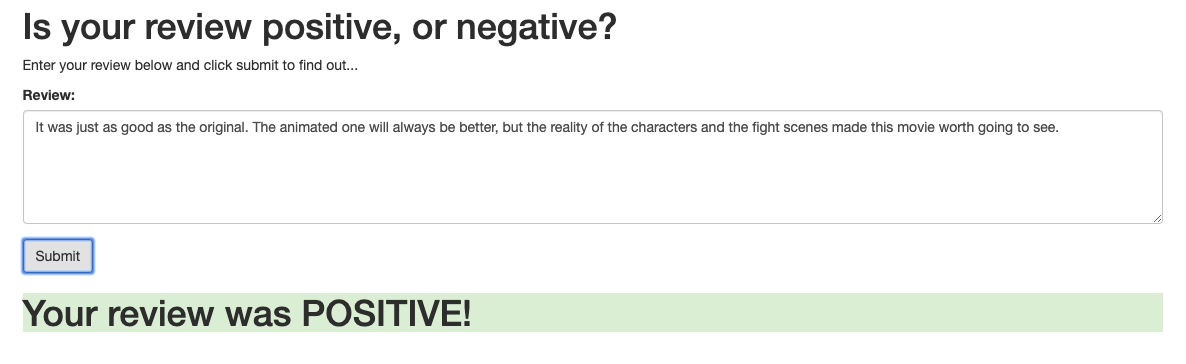 Is your review positive, or negative?
Enter your review below and click submit to find out...
Review:
It was just as good as the original. The animated one will always be better, but the reality of the characters and the fight scenes made this movie worth going to see.
Submit
Your review was POSITIVE!